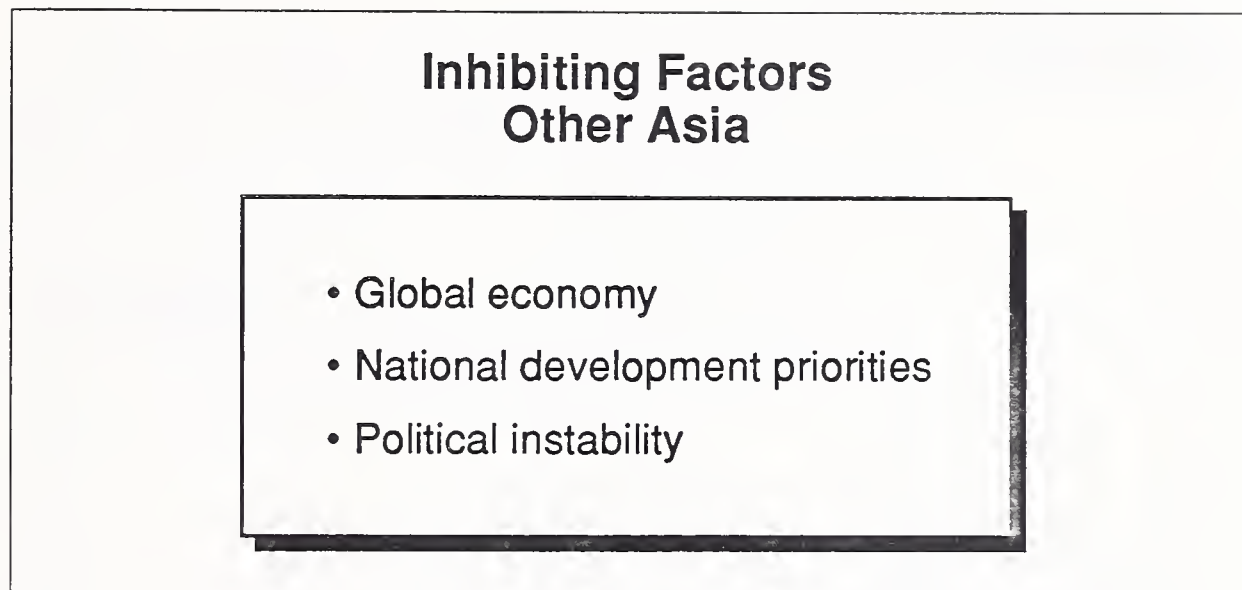 Inhibiting Factors
Other Asia
• Global economy
• National development priorities
• Political instability